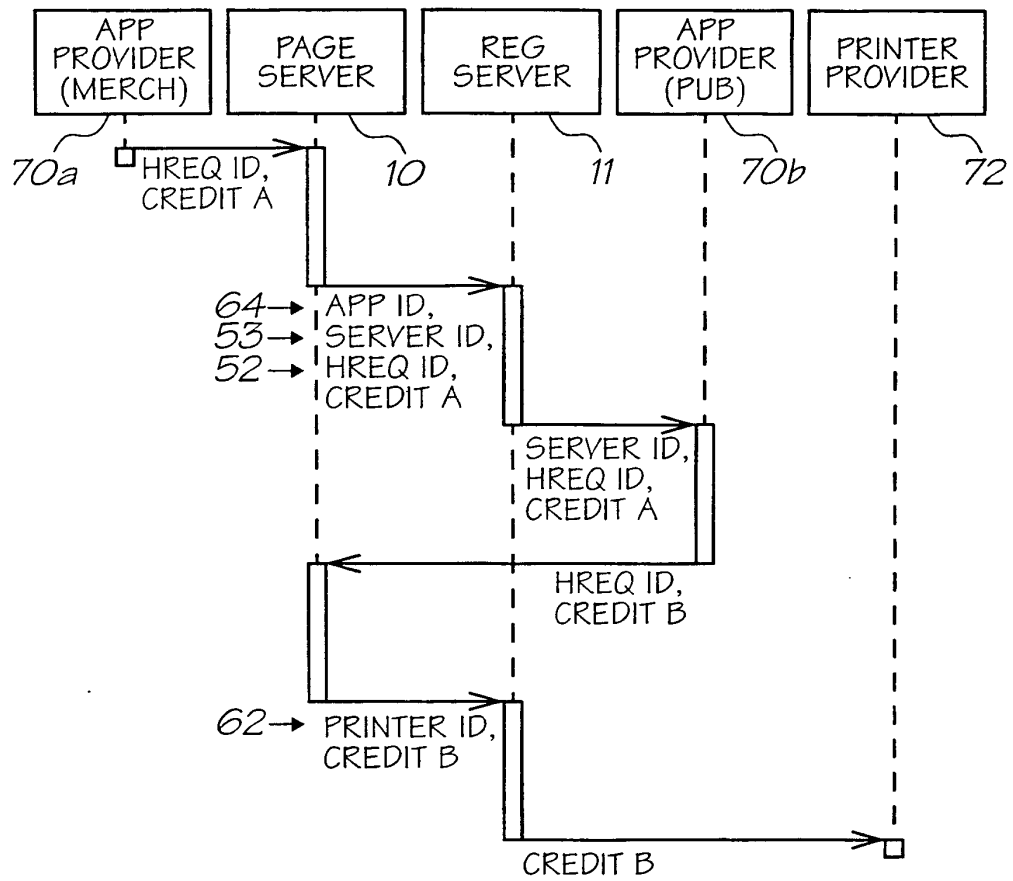 APP
PROVIDER
(MERCH)
PAGE
SERVER
REG
SERVER
APP
PROVIDER
(PUB)
PRINTER
PROVIDER
70a
10
11
70b
72
HREQ ID,
CREDIT A
64
APP ID,
53
SERVER ID,
52
HREQ ID,
CREDIT A
SERVER ID,
HREQ ID,
CREDIT A
HREQ ID,
CREDIT B
62
PRINTER ID,
CREDIT B
CREDIT B